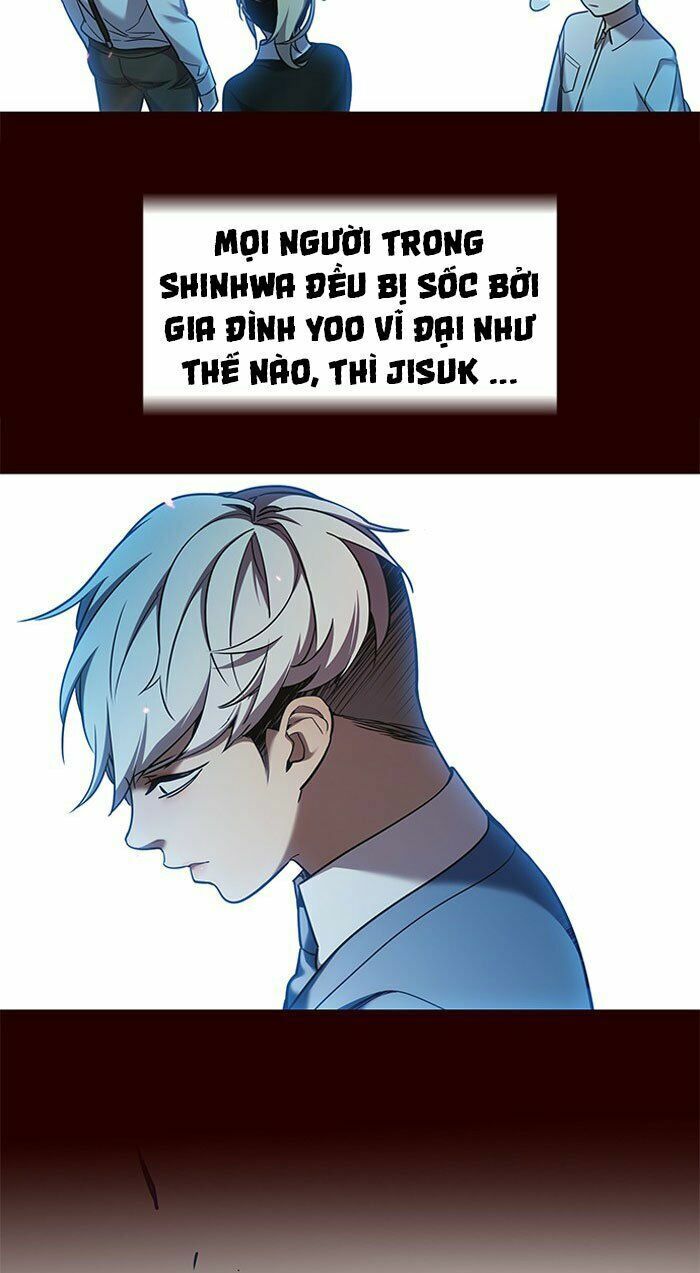 MỌI NGƯỜI TRONG
SHINHWA ĐỀU BỊ SỐC BỞI
GIA ĐÌNH YOO VĨ ĐẠI NHƯ
THẾ NÀO, THÌ JISUK ...